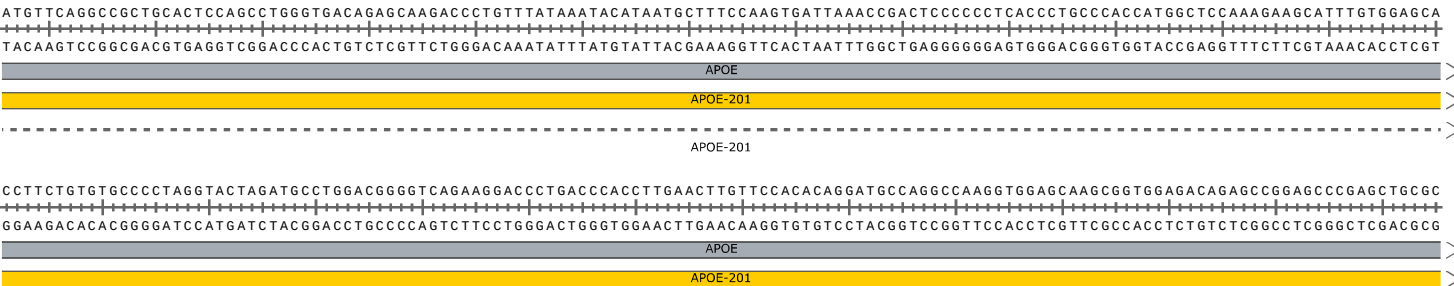 ATGTTCAGGCCGCTGCACTCCAGCCTGGGTGACAGAGCAAGACCCTGTTTATAAATACATAATGCTTTCCAAGTGATTAAACCGACTCCCCCCTCACCCTGCCCACCATGGCTCCAAAGAAGCATTTGTGGAGCA
TACAAGTCCGGCGACGTGAGGTCGGACCCACTGTCTCGTTCTGGGACAAATATTTATGTATTACGAAAGGTTCACTAATTTGGCTGAGGGGGGAGTGGGACGGGTGGTACCGAGGTTTCTTCGTAAACACCTCGT
APOE
APOE-201
APOE-201
CCTTCTGTGTGCCCCTAGGTACTAGATGCCTGGACGGGGTCAGAAGGACCCTGACCCACCTTGAACTTGTTCCACACAGGATGCCAGGCCAAGGTGGAGCAAGCGGTGGAGACAGAGCCGGAGCCCGAGCTGCGC
GGAAGACACACGGGGATCCATGATCTACGGACCTGCCCCAGTCTTCCTGGGACTGGGTGGAACTTGAACAAGGTGTGTCCTACGGTCCGGTTCCACCTCGTTCGCCACCTCTGTCTCGGCCTCGGGCTCGACGCG
APOE
APOE-201